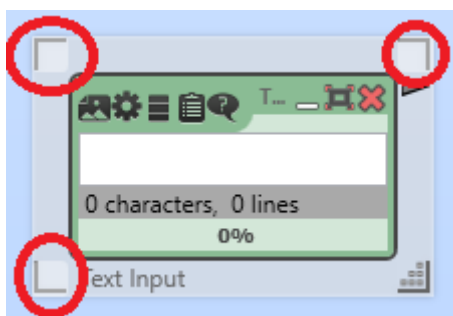 T...
0 characters, 0 lines
0%
Text Input